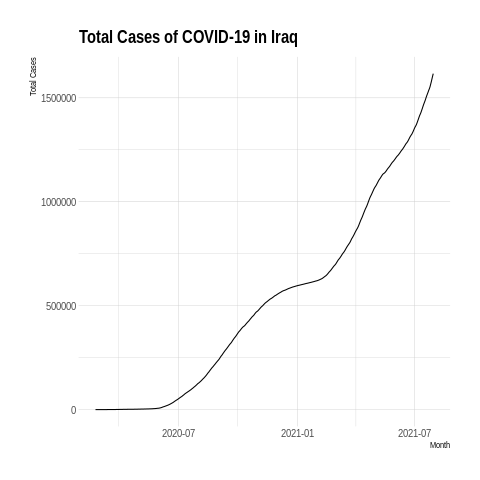 Total Cases of COVID-19 in Iraq
Total Cases
1500000
1000000
500000
0
2020-07
2021-01
2021-07
Month